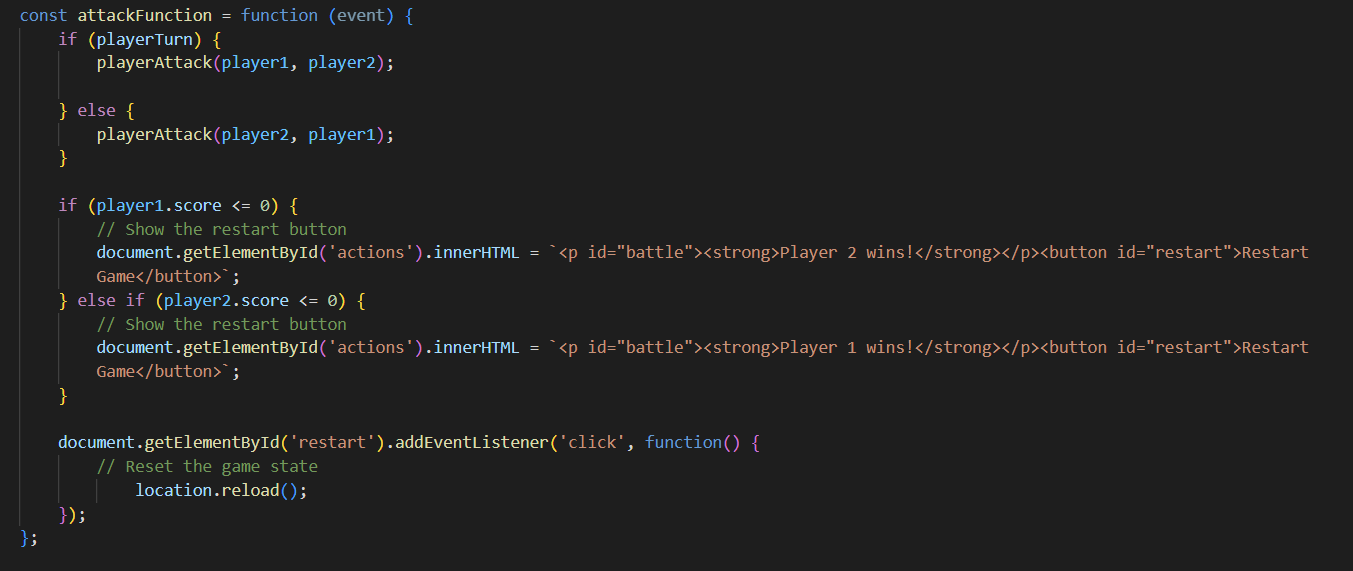 const attackFunction = function (event) {
    if (playerTurn) {
        playerAttack(player1, player2);

    } else {
        playerAttack(player2, player1);
    }

    if (player1.score <= 0) {
        // Show the restart button
        document.getElementById('actions').innerHTML = `<p id="battle"><strong>Player 2 wins!</strong></p><button id="restart">Restart
        Game</button>`;
    } else if (player2.score <= 0) {
        // Show the restart button
        document.getElementById('actions').innerHTML = `<p id="battle"><strong>Player 1 wins!</strong></p><button id="restart">Restart
        Game</button>`;
    }

    document.getElementById('restart').addEventListener('click', function() {
        // Reset the game state
            location.reload();
    });
};